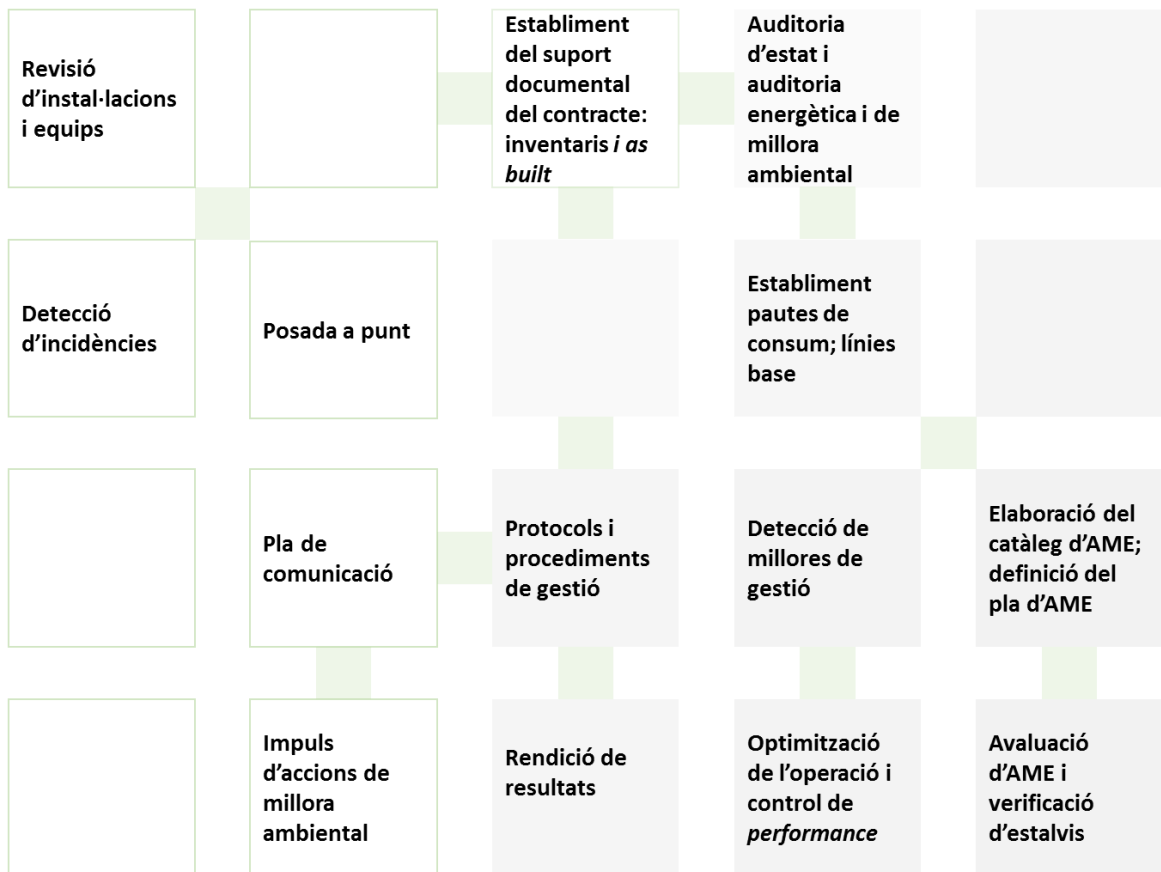 Revisió
d’instal·lacions
i equips
Establiment
del suport
documental
del contracte:
inventaris i as
built
Auditoria
d’estat i
auditoria
energètica i de
millora
ambiental
Detecció
d’incidències
Posada a punt
Establiment
pautes de
consum; línies
base
Pla de
comunicació
Protocols i
procediments
de gestió
Detecció de
millores de
gestió
Elaboració del
catàleg d’AME;
definició del
pla d’AME
Impuls
d’accions de
millora
ambiental
Rendició de
resultats
Optimització
de l’operació i
control de
performance
Avaluació
d’AME i
verificació
d’estalvis